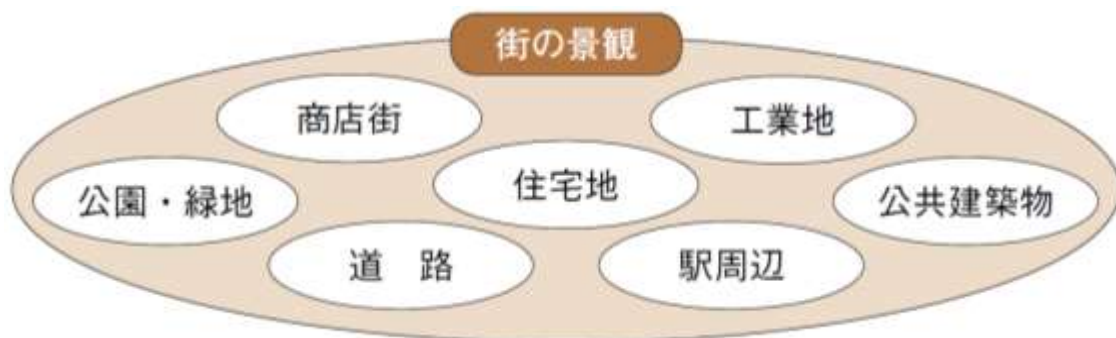 街の景観
商店街
工業地
住宅地
公園・緑地
公共建築物
道　路
駅周辺